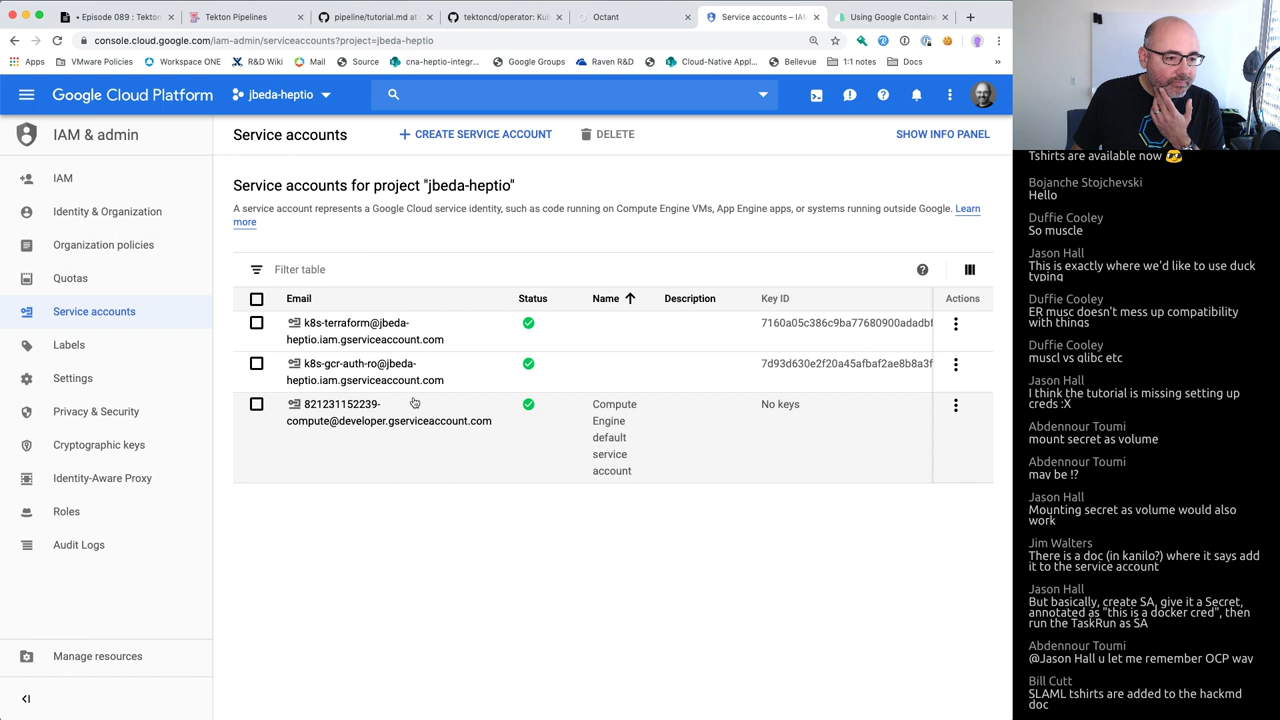 • Episode 089 : Tekton
Tekton Pipelines
pipeline/tutorial.md at
tektoncd/operator: Kub
Octant
Service accounts – IAM
Using Google Containe
console.cloud.google.com/iam-admin/serviceaccounts?project=jbeda-heptio
Apps
VMware Policies
Workspace ONE
R&D Wiki
Mail
Source
cna-heptio-integr...
Google Groups
Raven R&D
Cloud-Native Appl...
Bellevue
1:1 notes
Docs
»
Google Cloud Platform
jbeda-heptio
IAM & admin
Service accounts
+ CREATE SERVICE ACCOUNT
DELETE
SHOW INFO PANEL
IAM
Identity & Organization
Organization policies
Quotas
Service accounts
Labels
Settings
Privacy & Security
Cryptographic keys
Identity-Aware Proxy
Roles
Audit Logs
Manage resources
Service accounts for project "jbeda-heptio"
A service account represents a Google Cloud service identity, such as code running on Compute Engine VMs, App Engine apps, or systems running outside Google. Learn
more
Filter table
Email
Status
Name
Description
Key ID
Actions
k8s-terraform@jbeda-
heptio.iam.gserviceaccount.com
7160a05c386c9ba77680900adadbf
k8s-gcr-auth-ro@jbeda-
heptio.iam.gserviceaccount.com
7d93d630e2f20a45afbaf2ae8b8a3f
821231152239-
compute@developer.gserviceaccount.com
Compute
Engine
default
service
account
No keys
Tshirts are available now
Bojanche Stojchevski
Hello
Duffie Cooley
So muscle
Jason Hall
This is exactly where we'd like to use duck
typing
Duffie Cooley
ER musc doesn't mess up compatibility
with things
Duffie Cooley
muscl vs glibc etc
Jason Hall
I think the tutorial is missing setting up
creds :X
Abdennour Toumi
mount secret as volume
Abdennour Toumi
may be !?
Jason Hall
Mounting secret as volume would also
work
Jim Walters
There is a doc (in kanilo?) where it says add
it to the service account
Jason Hall
But basically, create SA, give it a Secret,
annotated as "this is a docker cred", then
run the TaskRun as SA
Abdennour Toumi
@Jason Hall u let me remember OCP way
Bill Cutt
SLAML tshirts are added to the hackmd
doc